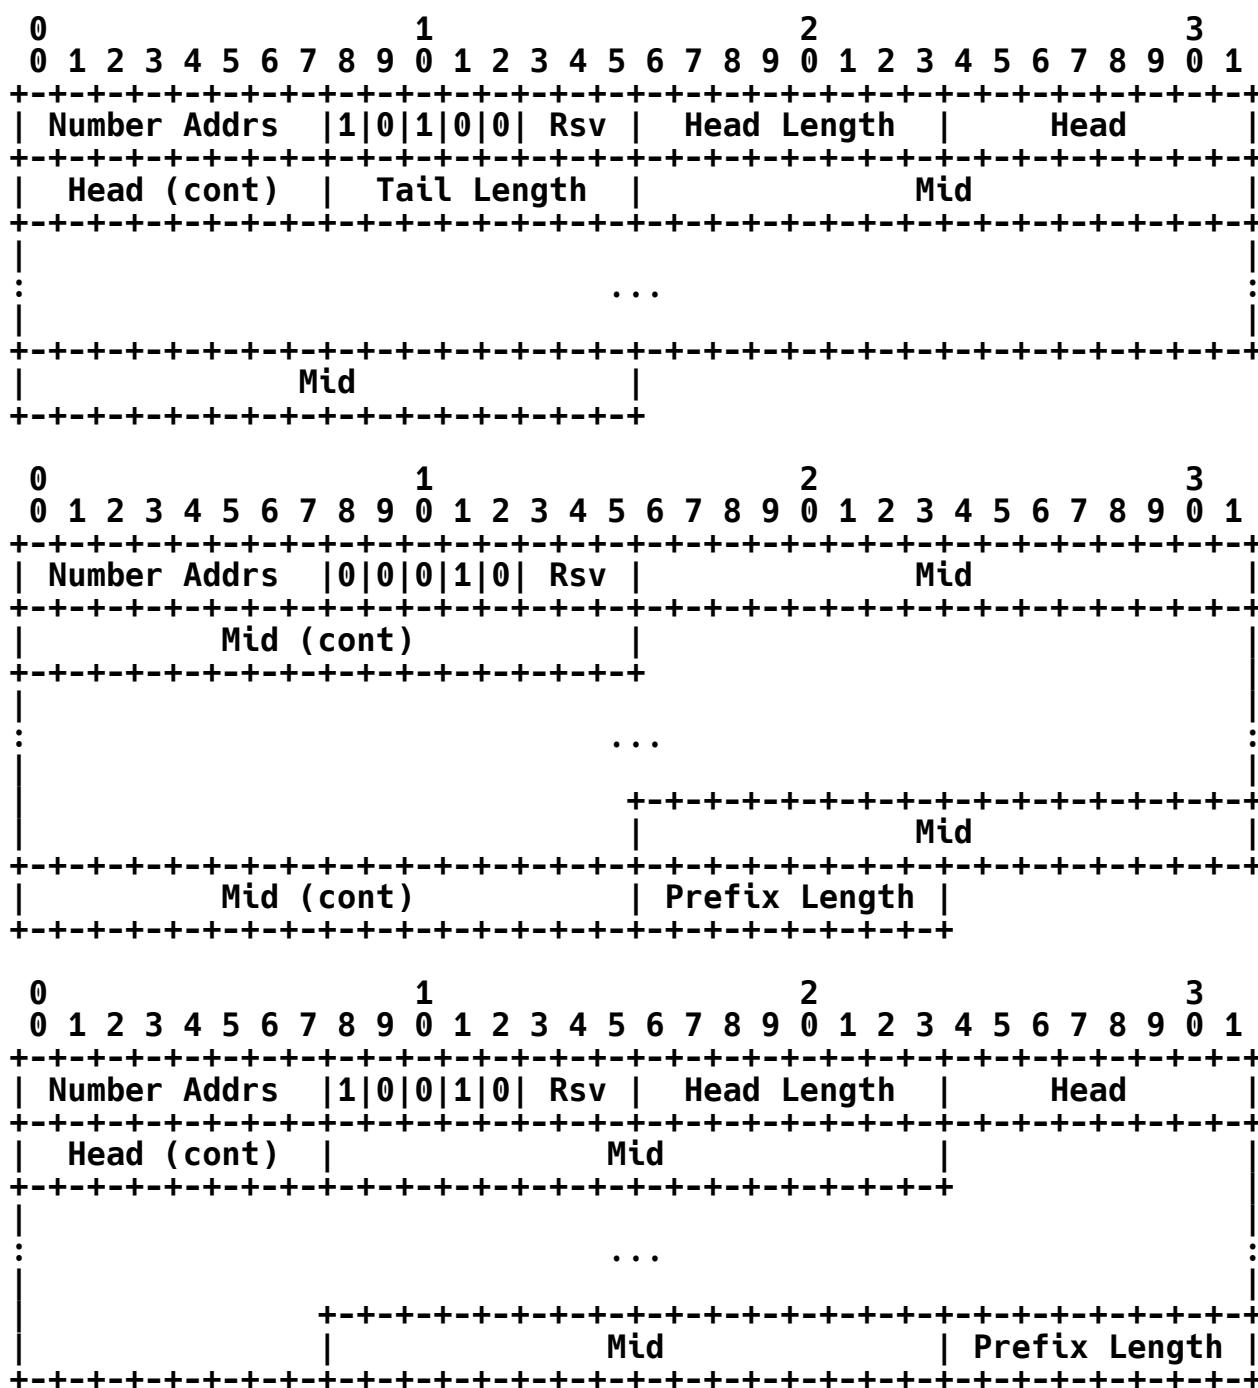 0                   1                   2                   3
    0 1 2 3 4 5 6 7 8 9 0 1 2 3 4 5 6 7 8 9 0 1 2 3 4 5 6 7 8 9 0 1
   +-+-+-+-+-+-+-+-+-+-+-+-+-+-+-+-+-+-+-+-+-+-+-+-+-+-+-+-+-+-+-+-+
   | Number Addrs  |1|0|1|0|0| Rsv |  Head Length  |     Head      |
   +-+-+-+-+-+-+-+-+-+-+-+-+-+-+-+-+-+-+-+-+-+-+-+-+-+-+-+-+-+-+-+-+
   |  Head (cont)  |  Tail Length  |              Mid              |
   +-+-+-+-+-+-+-+-+-+-+-+-+-+-+-+-+-+-+-+-+-+-+-+-+-+-+-+-+-+-+-+-+
   |                                                               |
   :                              ...                              :
   |                                                               |
   +-+-+-+-+-+-+-+-+-+-+-+-+-+-+-+-+-+-+-+-+-+-+-+-+-+-+-+-+-+-+-+-+
   |              Mid              |
   +-+-+-+-+-+-+-+-+-+-+-+-+-+-+-+-+

    0                   1                   2                   3
    0 1 2 3 4 5 6 7 8 9 0 1 2 3 4 5 6 7 8 9 0 1 2 3 4 5 6 7 8 9 0 1
   +-+-+-+-+-+-+-+-+-+-+-+-+-+-+-+-+-+-+-+-+-+-+-+-+-+-+-+-+-+-+-+-+
   | Number Addrs  |0|0|0|1|0| Rsv |              Mid              |
   +-+-+-+-+-+-+-+-+-+-+-+-+-+-+-+-+-+-+-+-+-+-+-+-+-+-+-+-+-+-+-+-+
   |          Mid (cont)           |                               |
   +-+-+-+-+-+-+-+-+-+-+-+-+-+-+-+-+                               |
   |                                                               |
   :                              ...                              :
   |                                                               |
   |                               +-+-+-+-+-+-+-+-+-+-+-+-+-+-+-+-+
   |                               |              Mid              |
   +-+-+-+-+-+-+-+-+-+-+-+-+-+-+-+-+-+-+-+-+-+-+-+-+-+-+-+-+-+-+-+-+
   |          Mid (cont)           | Prefix Length |
   +-+-+-+-+-+-+-+-+-+-+-+-+-+-+-+-+-+-+-+-+-+-+-+-+

    0                   1                   2                   3
    0 1 2 3 4 5 6 7 8 9 0 1 2 3 4 5 6 7 8 9 0 1 2 3 4 5 6 7 8 9 0 1
   +-+-+-+-+-+-+-+-+-+-+-+-+-+-+-+-+-+-+-+-+-+-+-+-+-+-+-+-+-+-+-+-+
   | Number Addrs  |1|0|0|1|0| Rsv |  Head Length  |     Head      |
   +-+-+-+-+-+-+-+-+-+-+-+-+-+-+-+-+-+-+-+-+-+-+-+-+-+-+-+-+-+-+-+-+
   |  Head (cont)  |              Mid              |               |
   +-+-+-+-+-+-+-+-+-+-+-+-+-+-+-+-+-+-+-+-+-+-+-+-+               |
   |                                                               |
   :                              ...                              :
   |                                                               |
   |               +-+-+-+-+-+-+-+-+-+-+-+-+-+-+-+-+-+-+-+-+-+-+-+-+
   |               |              Mid              | Prefix Length |
   +-+-+-+-+-+-+-+-+-+-+-+-+-+-+-+-+-+-+-+-+-+-+-+-+-+-+-+-+-+-+-+-+